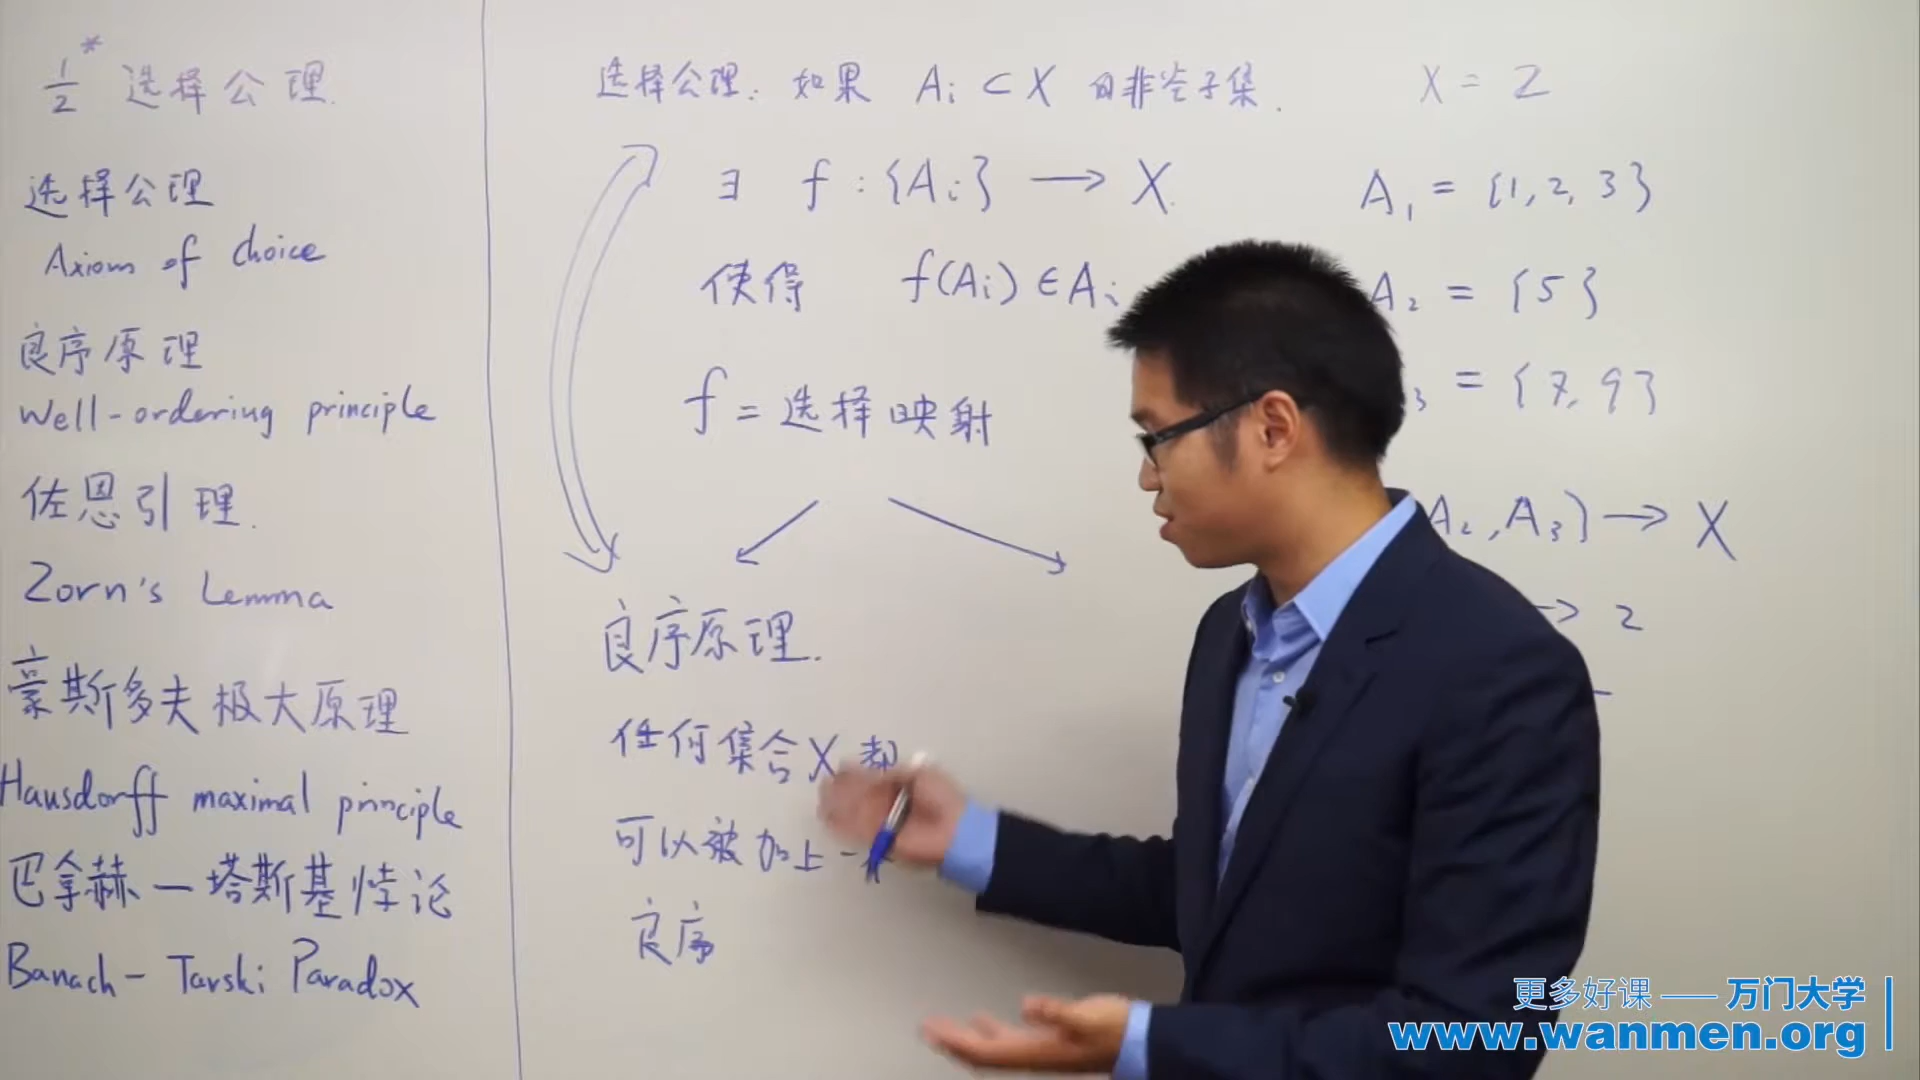 1/2 * 选择公理.
选择公理
Axiom of choice
良序原理
Well-ordering principle
佐恩引理.
Zorn's Lemma
豪斯多夫极大原理
Hausdorff maximal principle
巴拿赫—塔斯基悖论
Banach-Tarski Paradox
选择公理: 如果 Ai ⊂ X 的非空子集.
∃ f : {Ai} → X.
使得 f(Ai) ∈ Ai
f = 选择映射
良序原理.
任何集合X 都
可以被加上一
良序
X = Z
A1 = {1, 2, 3}
A2 = {5}
3 = {7, 9}
A2, A3} → X
→ 2
更多好课 —— 万门大学
www.wanmen.org